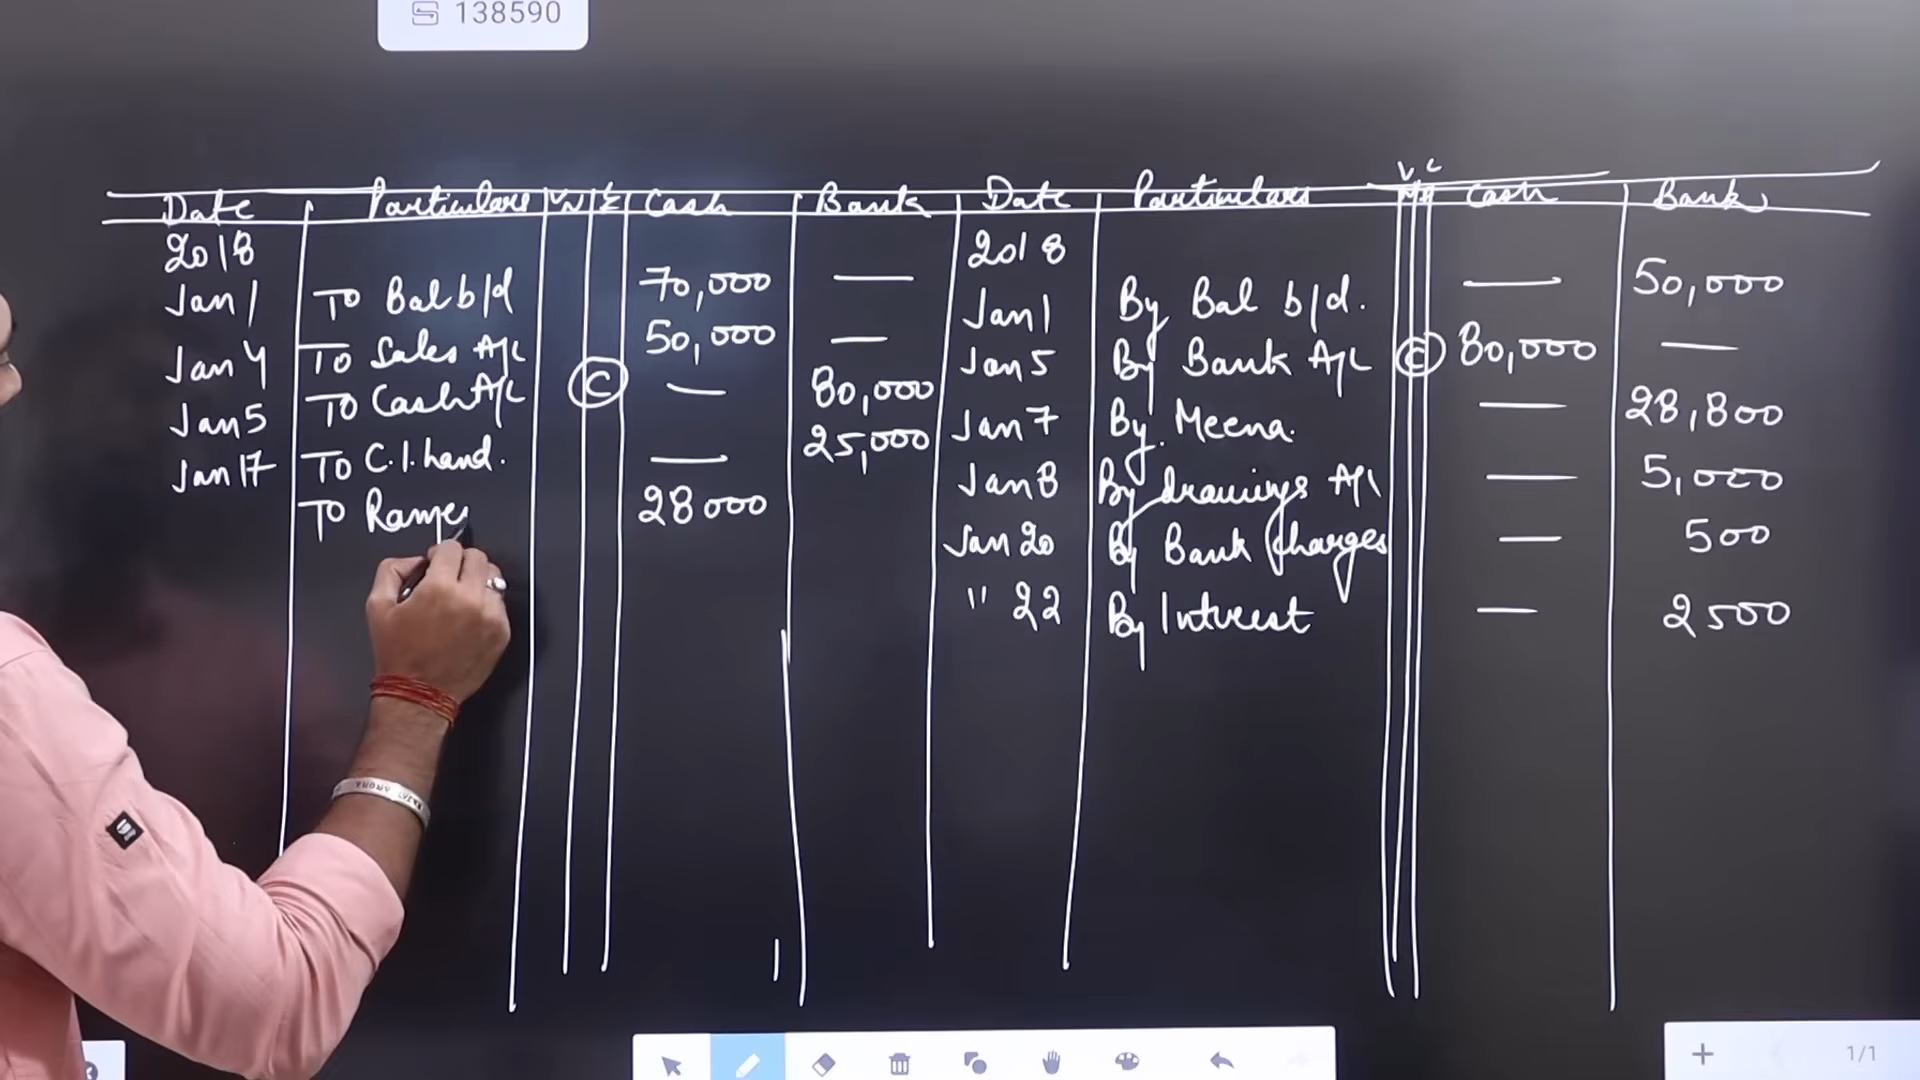 138590
Date Particulars VN Cash Bank Date Particulars Cash Bank
2018 2018
Jan 1 To Bal b/d 70,000 — Jan 1 By Bal b/d. — 50,000
Jan 4 To Sales A/c 50,000 — Jan 5 By Bank A/c © 80,000 —
Jan 5 To Cash A/c © — 80,000 Jan 7 By Meena. — 28,800
Jan 17 To C.I.hand. — 25,000 Jan 8 By drawings A/c — 5,000
To Rames 28000 Jan 20 By Bank Charges — 500
" 22 By Interest — 2500
1/1